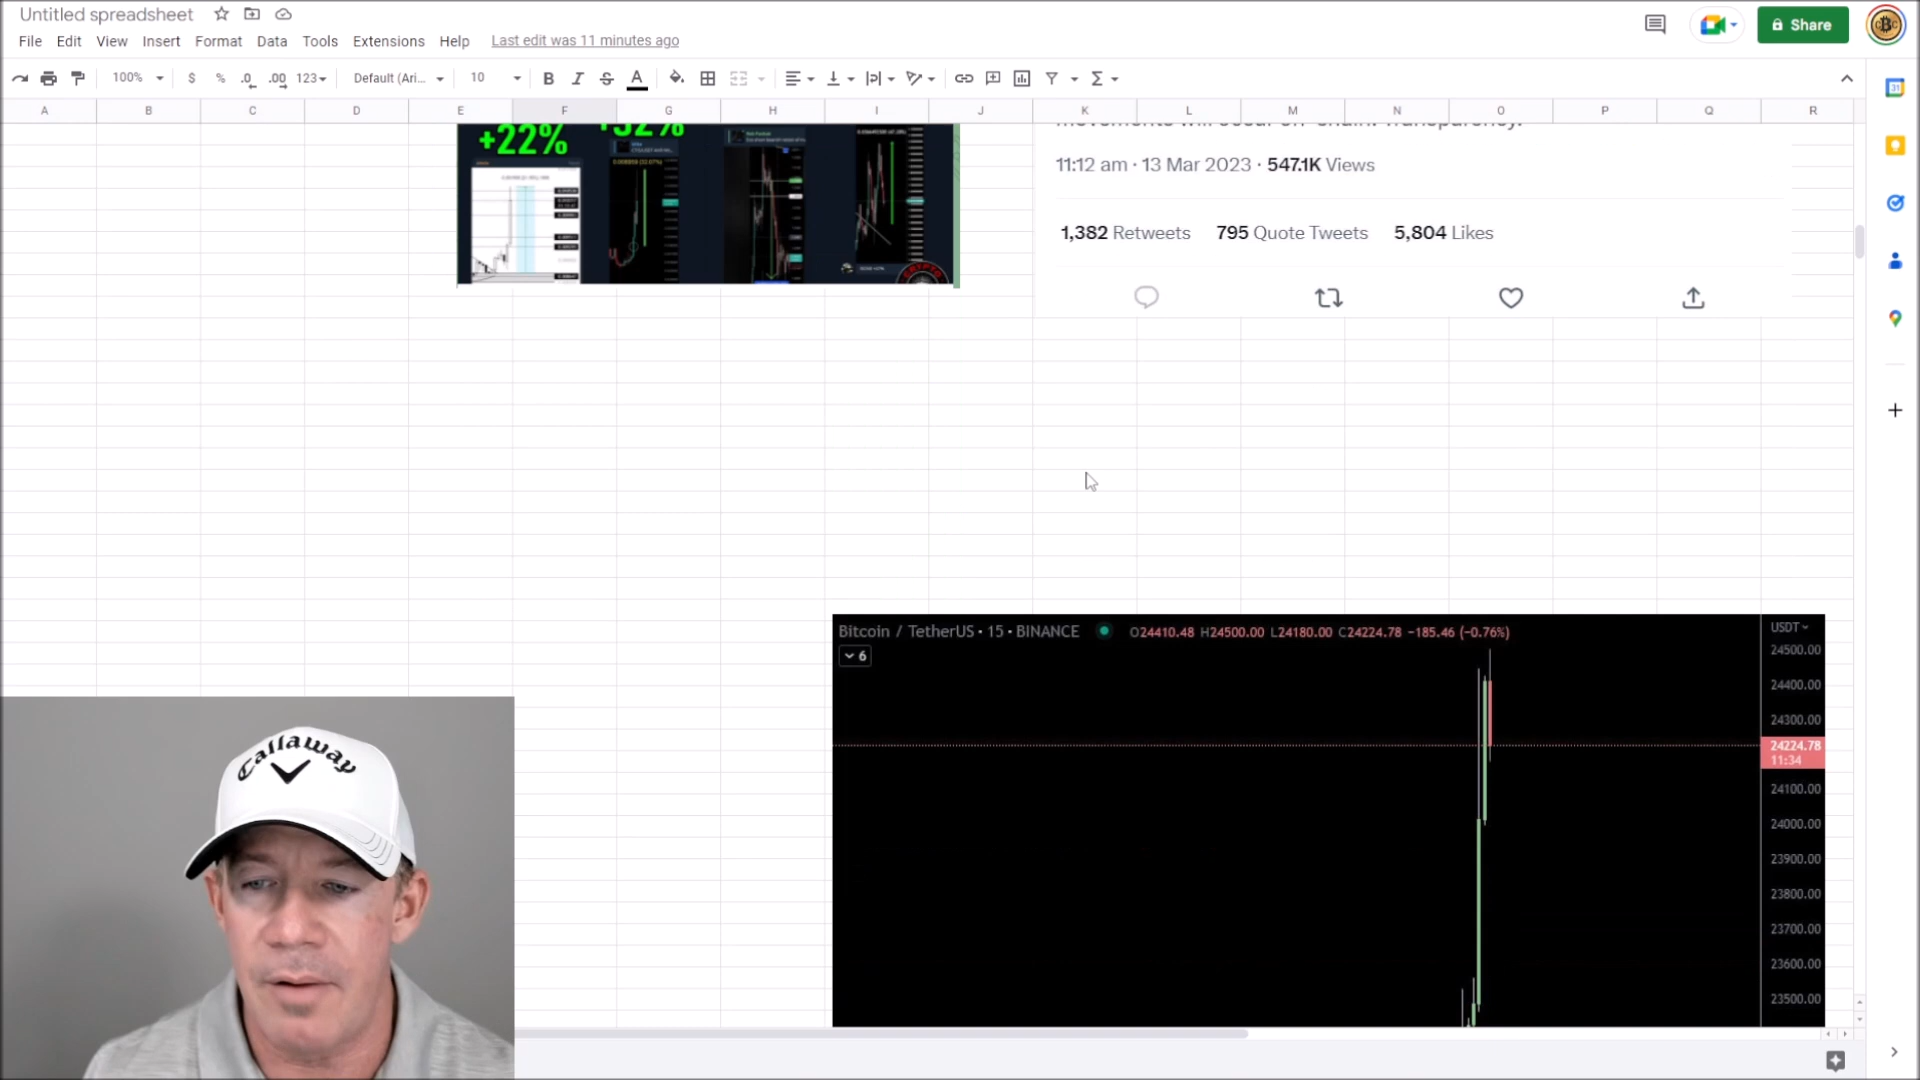 Untitled spreadsheet
File Edit View Insert Format Data Tools Extensions Help Last edit was 11 minutes ago
Share
100% $ % .0 .00 123 Default (Ari... 10 B I S A
A B C D E F G H I J K L M N O P Q R
+22%
11:12 am · 13 Mar 2023 · 547.1K Views
1,382 Retweets 795 Quote Tweets 5,804 Likes
Bitcoin / TetherUS · 15 · BINANCE O24410.48 H24500.00 L24180.00 C24224.78 −185.46 (−0.76%)
USDT
6
24500.00
24400.00
24300.00
24224.78
11:34
24100.00
24000.00
23900.00
23800.00
23700.00
23600.00
23500.00
Callaway